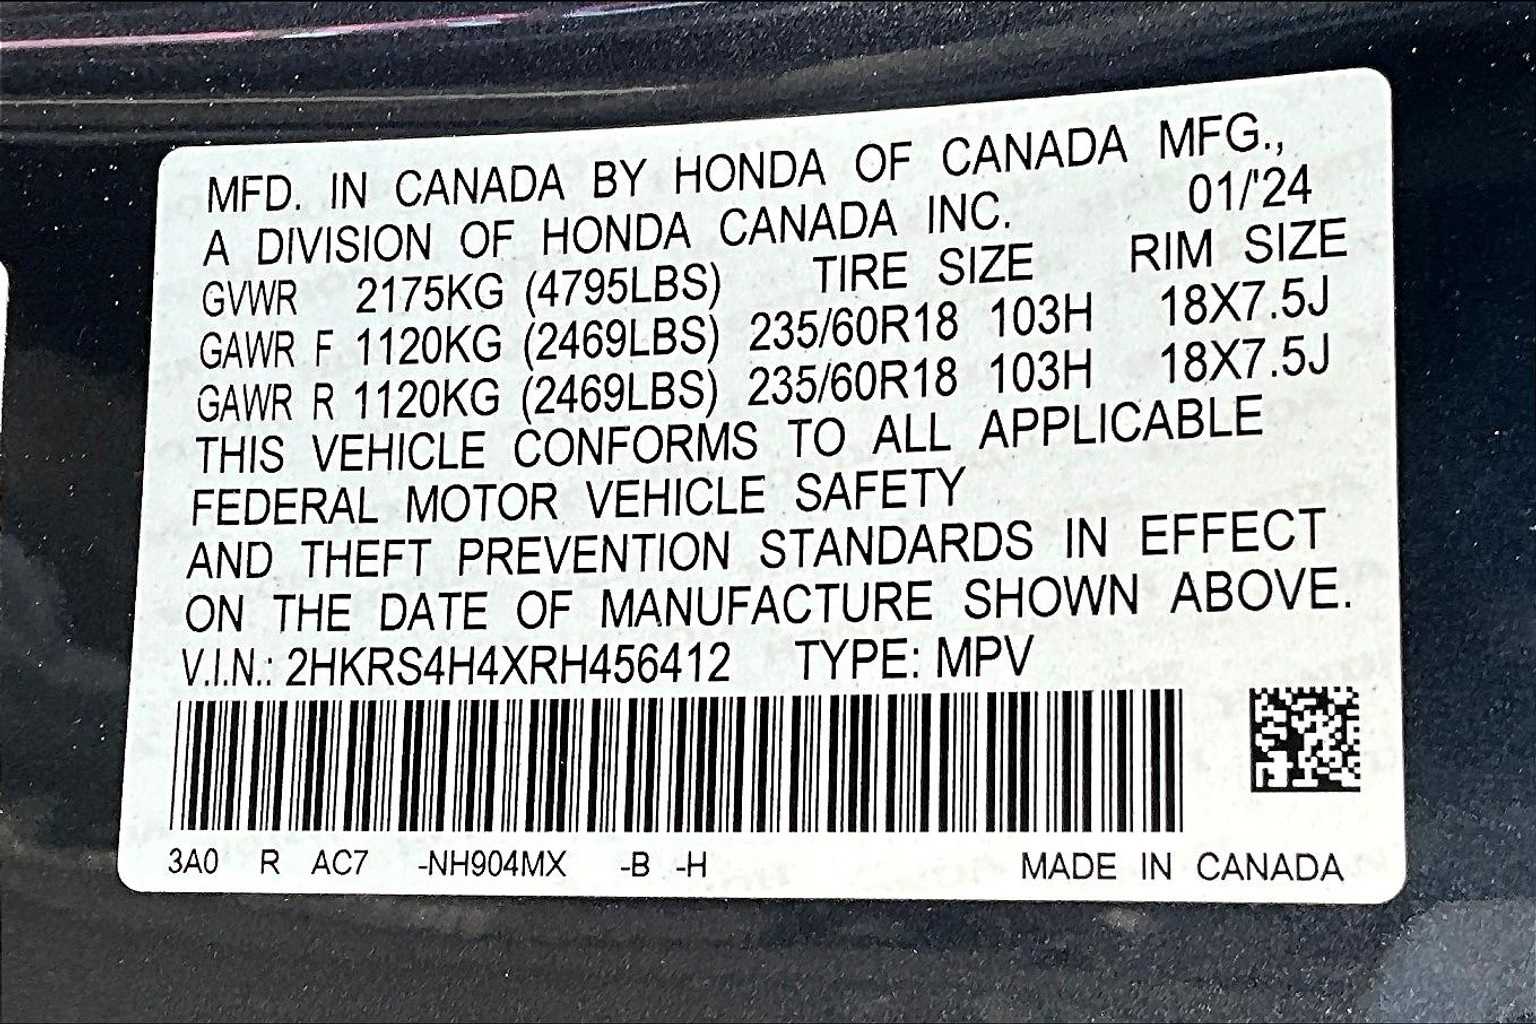 MFD. IN CANADA BY HONDA OF CANADA MFG.,
A DIVISION OF HONDA CANADA INC. 01/'24
GVWR 2175KG (4795LBS) TIRE SIZE RIM SIZE
GAWR F 1120KG (2469LBS) 235/60R18 103H 18X7.5J
GAWR R 1120KG (2469LBS) 235/60R18 103H 18X7.5J
THIS VEHICLE CONFORMS TO ALL APPLICABLE
FEDERAL MOTOR VEHICLE SAFETY
AND THEFT PREVENTION STANDARDS IN EFFECT
ON THE DATE OF MANUFACTURE SHOWN ABOVE.
V.I.N.: 2HKRS4H4XRH456412 TYPE: MPV
3A0 R AC7 -NH904MX -B -H MADE IN CANADA